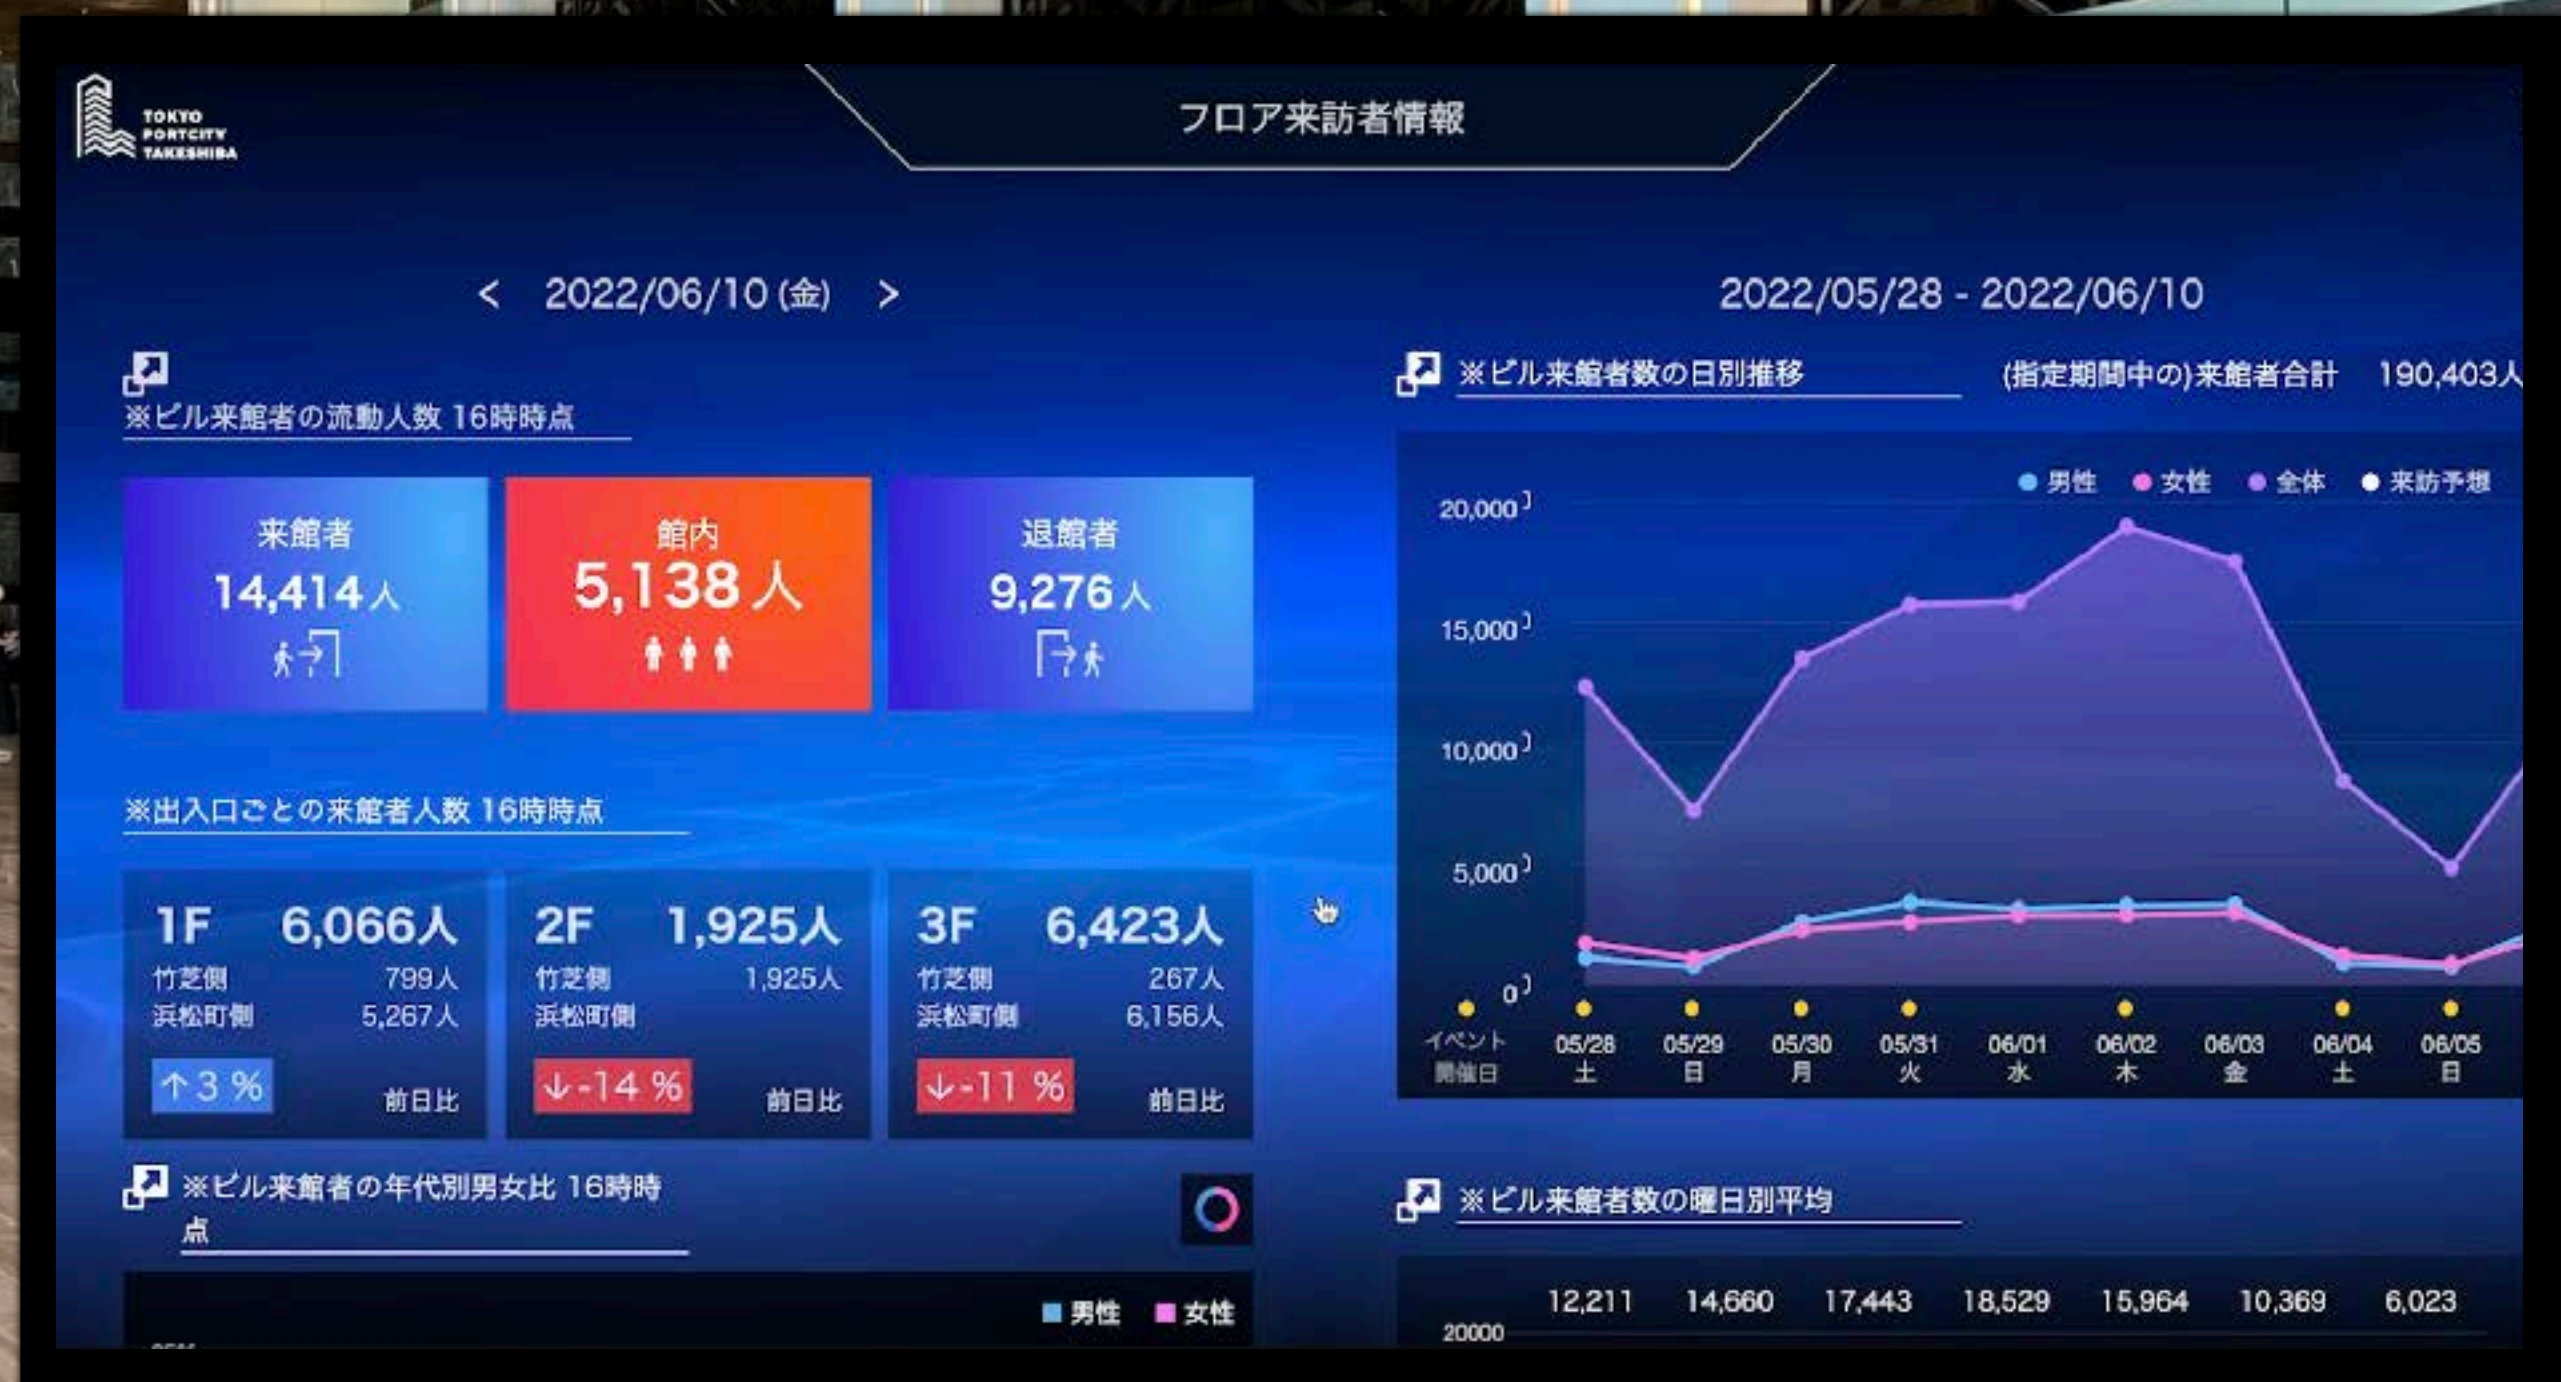 TOKYO
PORTCITY
TAKESHIBA
フロア来訪者情報
< 2022/06/10 (金) >
※ビル来館者の流動人数 16時時点
来館者
14,414人
館内
5,138人
退館者
9,276人
※出入口ごとの来館者人数 16時時点
1F 6,066人
竹芝側 799人
浜松町側 5,267人
↑3 % 前日比
2F 1,925人
竹芝側 1,925人
浜松町側
↓-14 % 前日比
3F 6,423人
竹芝側 267人
浜松町側 6,156人
↓-11 % 前日比
※ビル来館者の年代別男女比 16時時
点
男性 女性
2022/05/28 - 2022/06/10
※ビル来館者数の日別推移 (指定期間中の)来館者合計 190,403人
男性 女性 全体 来訪予想
20,000
15,000
10,000
5,000
0
イベント
開催日
05/28 05/29 05/30 05/31 06/01 06/02 06/03 06/04 06/05
土 日 月 火 水 木 金 土 日
※ビル来館者数の曜日別平均
12,211 14,660 17,443 18,529 15,964 10,369 6,023
20000